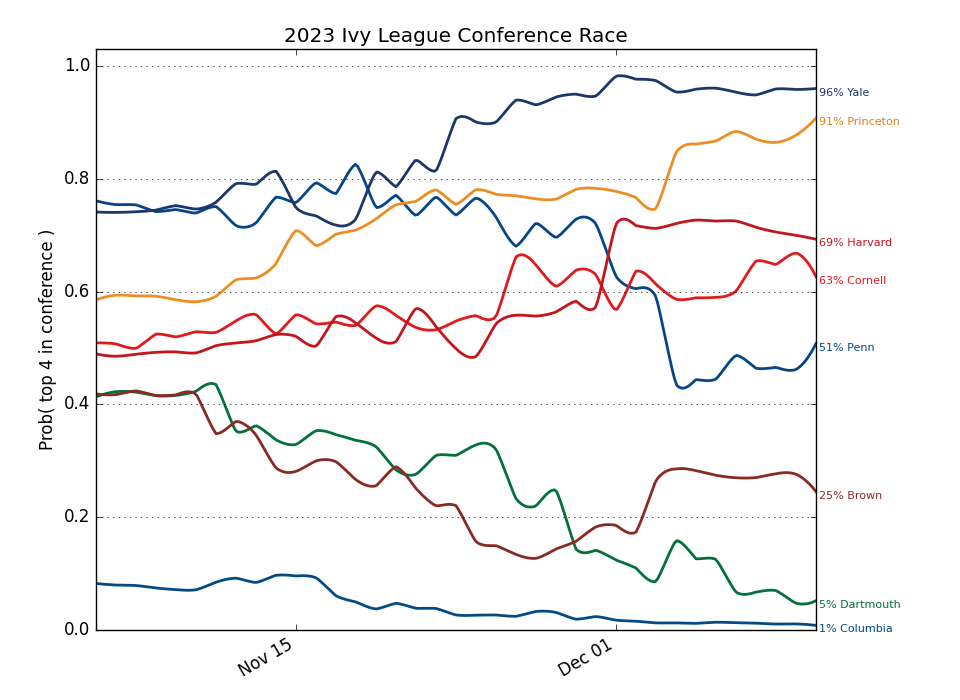 2023 Ivy League Conference Race
Prob( top 4 in conference )
1.0
0.8
0.6
0.4
0.2
0.0
Nov 15
Dec 01
96% Yale
91% Princeton
69% Harvard
63% Cornell
51% Penn
25% Brown
5% Dartmouth
1% Columbia